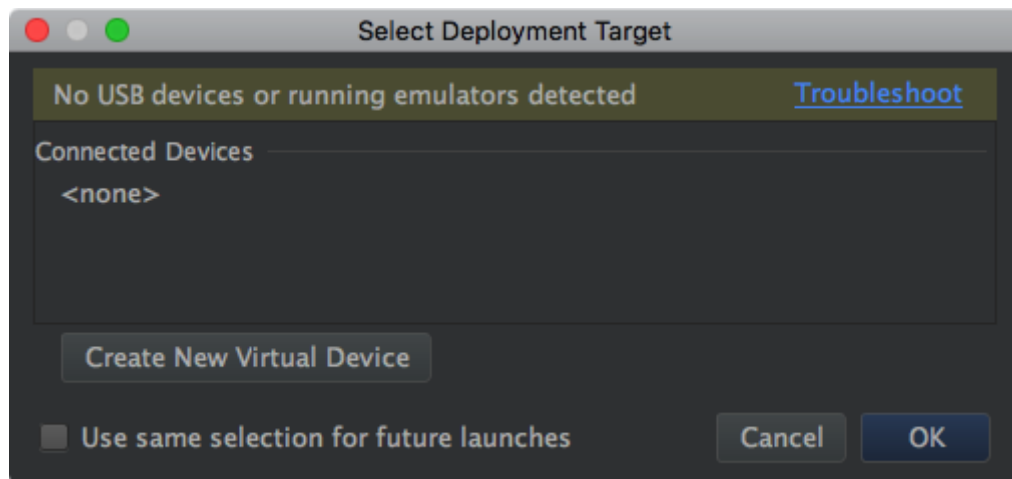 Select Deployment Target
No USB devices or running emulators detected Troubleshoot
Connected Devices
<none>
Create New Virtual Device
Use same selection for future launches Cancel OK